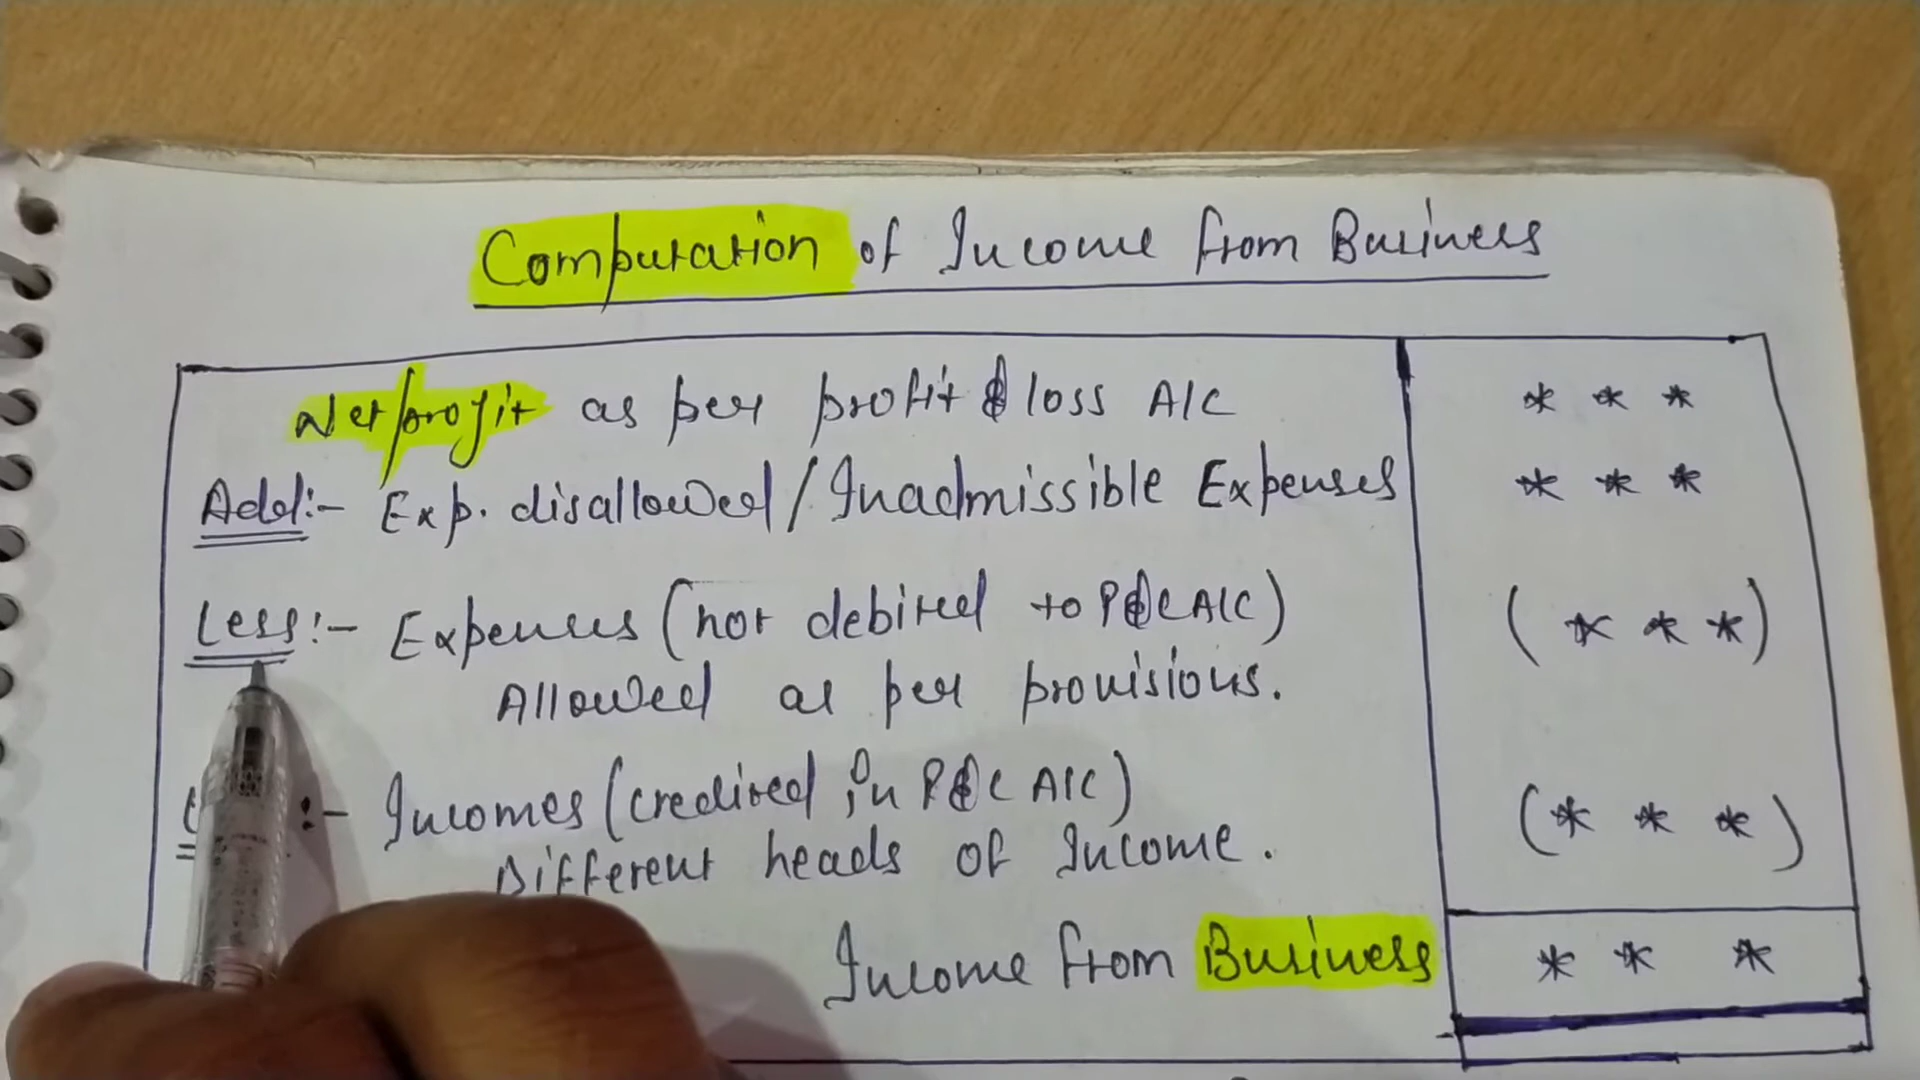 Computation of Income from Business
Net profit as per profit & loss A/C * * *
Add:- Exp. disallowed/Inadmissible Expenses * * *
Less:- Expenses (not debited to P&L A/C) (* * *)
Allowed as per provisions.
:- Incomes (credited in P&L A/C) (* * *)
Different heads of Income.
Income from Business * * *